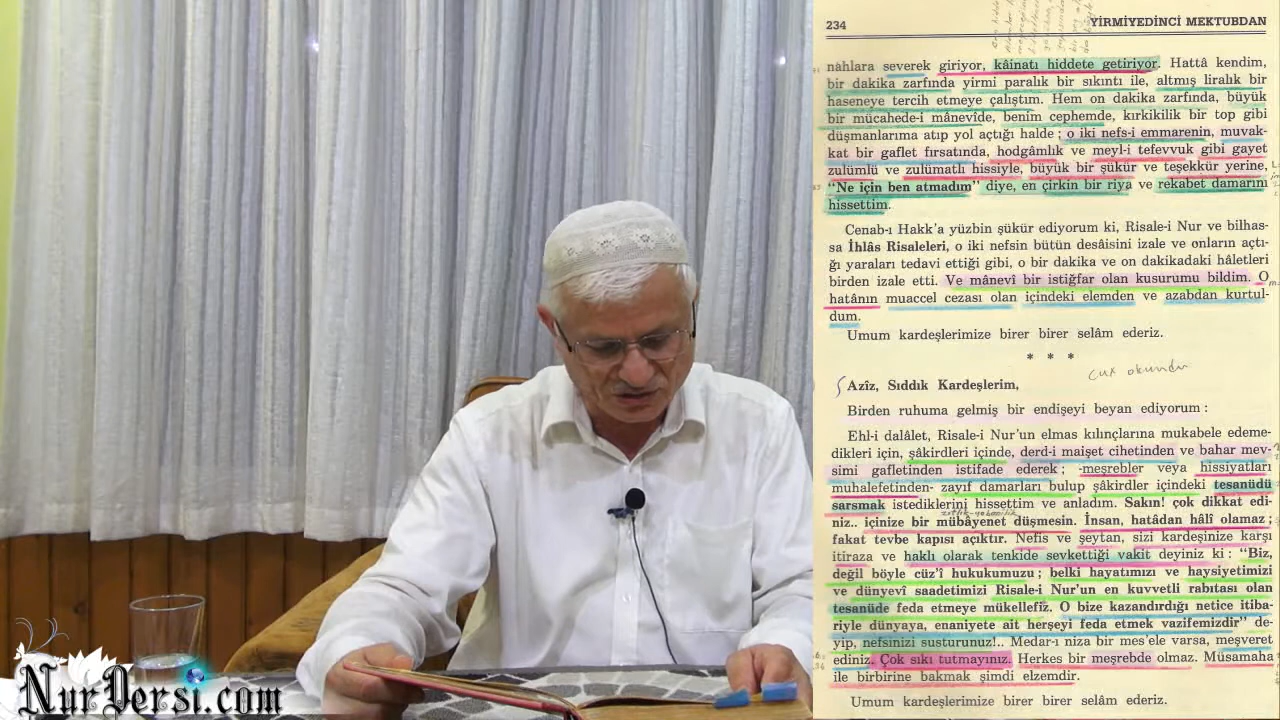 234
YİRMİYEDİNCİ MEKTUBDAN
nahlara severek giriyor, kâinatı hiddete getiriyor. Hattâ kendim,
bir dakika zarfında yirmi paralık bir sıkıntı ile, altmış liralık bir
haseneye tercih etmeye çalıştım. Hem on dakika zarfında, büyük
bir mücahede-i mânevîde, benim cephemde, kırkikilik bir top gibi
düşmanlarıma atıp yol açtığı halde; o iki nefs-i emmarenin, muvak-
kat bir gaflet fırsatında, hodgâmlık ve meyl-i tefevvuk gibi gayet
zulümlü ve zulümatlı hissiyle, büyük bir şükür ve teşekkür yerine
"Ne için ben atmadım" diye, en çirkin bir riya ve rekabet damarını
hissettim.
Cenab-ı Hakk'a yüzbin şükür ediyorum ki, Risale-i Nur ve bilhas-
sa İhlâs Risaleleri, o iki nefsin bütün desâisini izale ve onların açtı-
ğı yaraları tedavi ettiği gibi, o bir dakika ve on dakikadaki hâletleri
birden izale etti. Ve mânevî bir istiğfar olan kusurumu bildim. O
hatânın muaccel cezası olan içindeki elemden ve azabdan kurtul-
dum.
Umum kardeşlerimize birer birer selâm ederiz.
* * *
çok okundu
Azîz, Sıddık Kardeşlerim,
Birden ruhuma gelmiş bir endişeyi beyan ediyorum :
Ehl-i dalâlet, Risale-i Nur'un elmas kılınçlarına mukabele edeme-
dikleri için, şâkirdleri içinde, derd-i maişet cihetinden ve bahar mev-
simi gafletinden istifade ederek; -meşrebler veya hissiyatları
muhalefetinden- zayıf damarları bulup şâkirdler içindeki tesanüdü
sarsmak istediklerini hissettim ve anladım. Sakın! çok dikkat edi-
niz.. içinize bir mübâyenet düşmesin. İnsan, hatâdan hâlî olamaz;
fakat tevbe kapısı açıktır. Nefis ve şeytan, sizi kardeşinize karşı
itiraza ve haklı olarak tenkide sevkettiği vakit deyiniz ki : "Biz,
değil böyle cüz'î hukukumuzu; belki hayatımızı ve haysiyetimizi
ve dünyevî saadetimizi Risale-i Nur'un en kuvvetli rabıtası olan
tesanüde feda etmeye mükellefiz. O bize kazandırdığı netice itiba-
riyle dünyaya, enaniyete ait herşeyi feda etmek vazifemizdir" de-
yip, nefsinizi susturunuz!.. Medar-ı niza bir mes'ele varsa, meşveret
ediniz. Çok sıkı tutmayınız. Herkes bir meşrebde olmaz. Müsamaha
ile birbirine bakmak şimdi elzemdir.
Umum kardeşlerimize birer birer selâm ederiz.
NurDersi.com